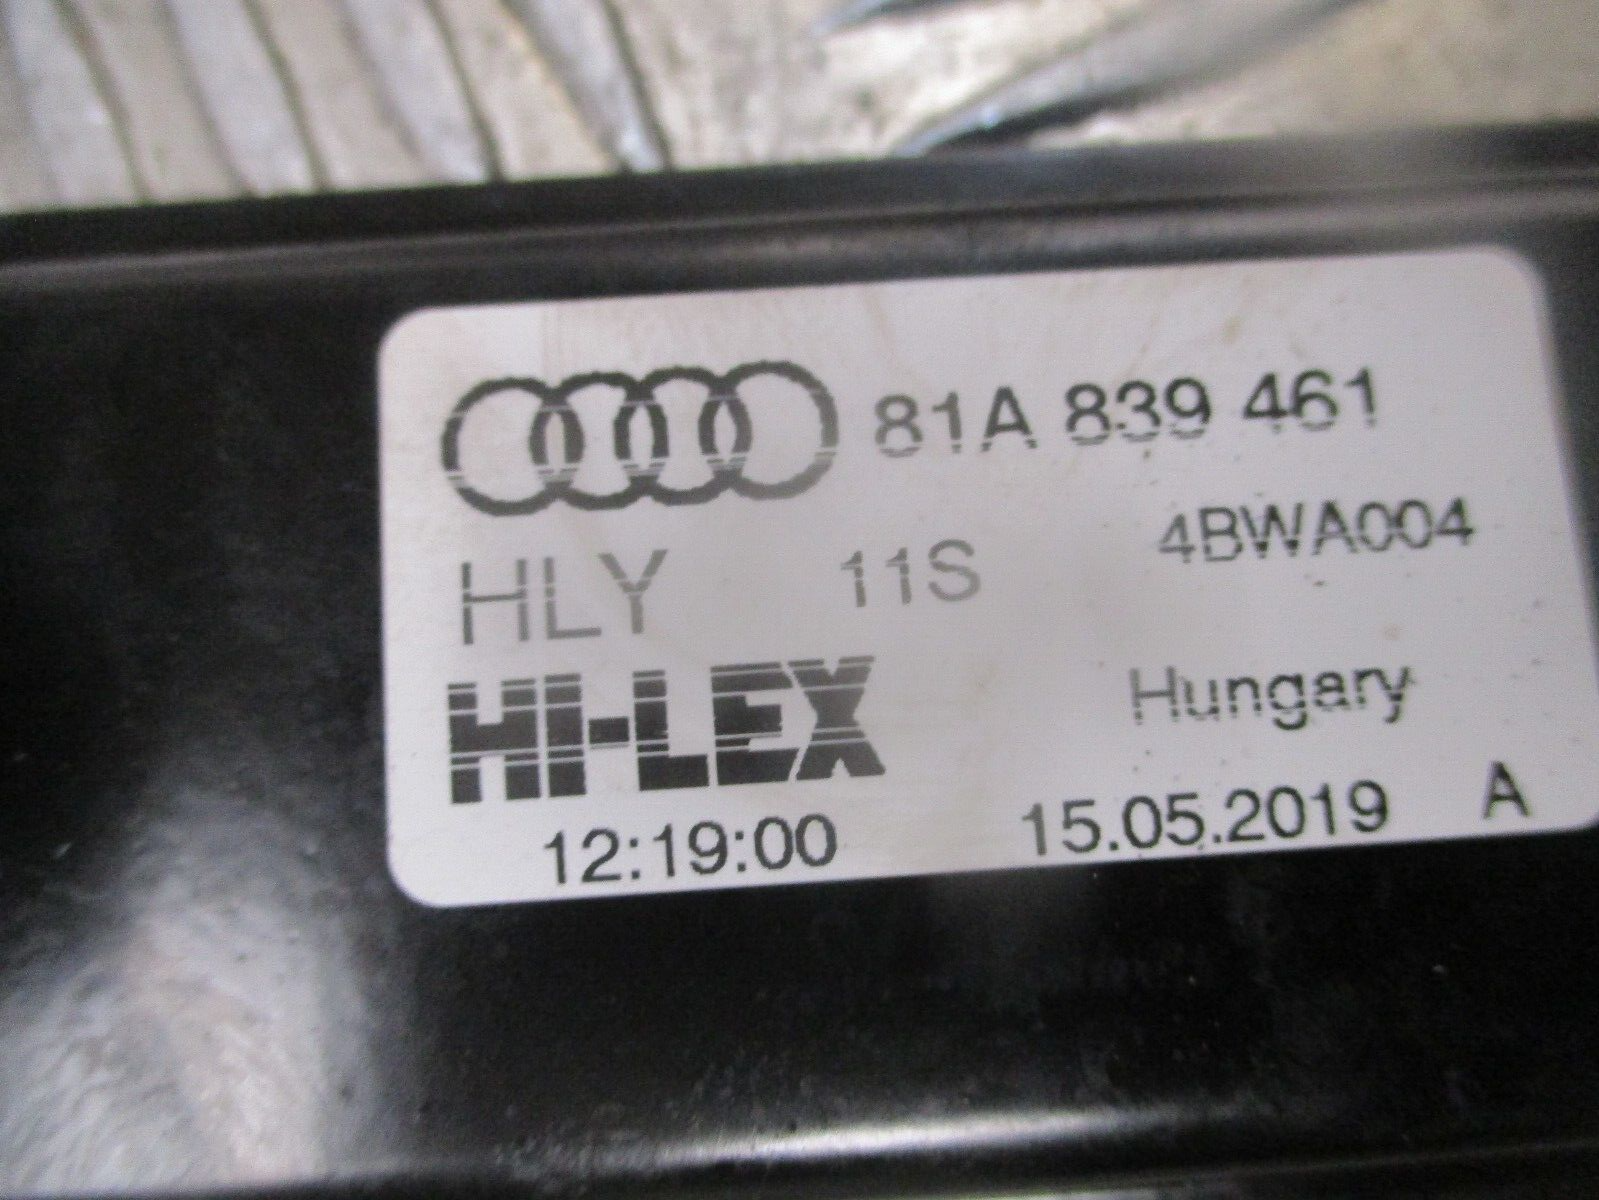 81A 839 461
HLY 11S 4BWA004
HI-LEX Hungary
12:19:00 15.05.2019 A